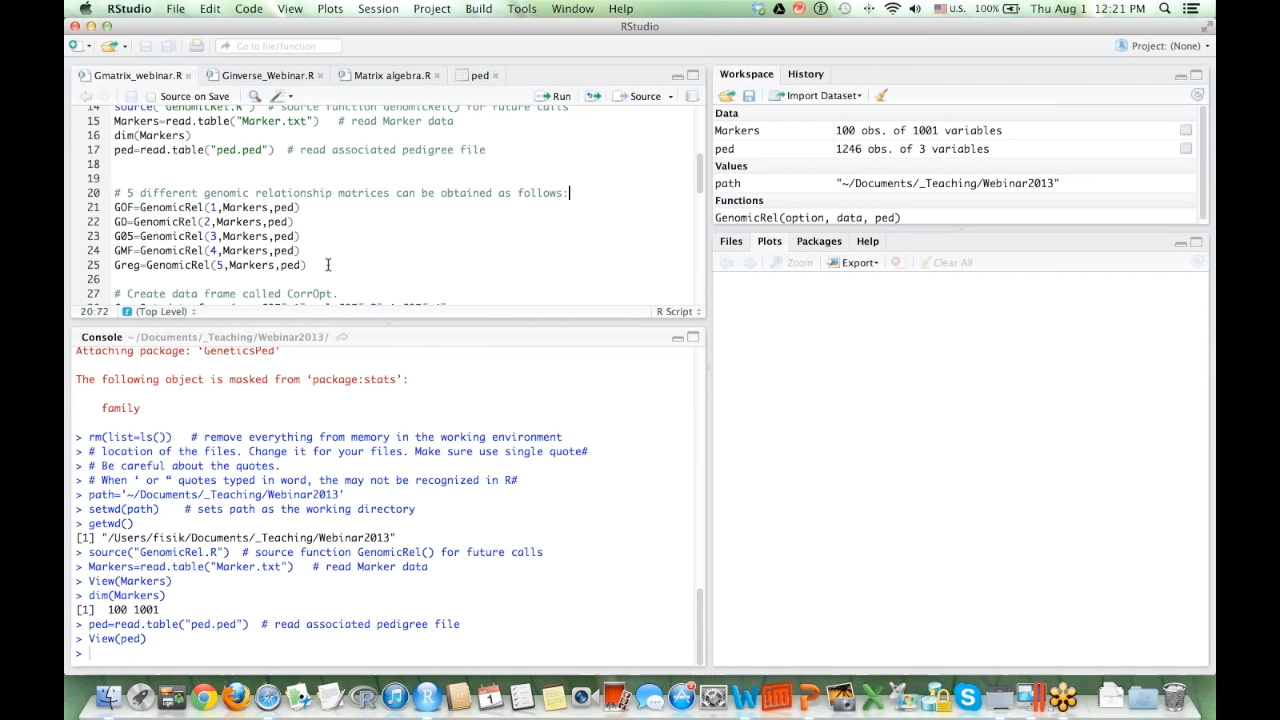 RStudio File Edit Code View Plots Session Project Build Tools Window Help U.S. 100% Thu Aug 1 12:21 PM
RStudio
Go to file/function Project: (None)
Gmatrix_webinar.R Ginverse_Webinar.R Matrix algebra.R ped
Source on Save Run Source
14 source("GenomicRel.R") # source function GenomicRel() for future calls
15 Markers=read.table("Marker.txt") # read Marker data
16 dim(Markers)
17 ped=read.table("ped.ped") # read associated pedigree file
18
19
20 # 5 different genomic relationship matrices can be obtained as follows:
21 GOF=GenomicRel(1,Markers,ped)
22 GD=GenomicRel(2,Markers,ped)
23 G05=GenomicRel(3,Markers,ped)
24 GMF=GenomicRel(4,Markers,ped)
25 Greg=GenomicRel(5,Markers,ped)
26
27 # Create data frame called CorrOpt.
20:72 (Top Level) R Script
Console ~/Documents/_Teaching/Webinar2013/
Attaching package: ‘GeneticsPed’
The following object is masked from ‘package:stats’:
family
> rm(list=ls()) # remove everything from memory in the working environment
> # location of the files. Change it for your files. Make sure use single quote#
> # Be careful about the quotes.
> # When ‘ or “ quotes typed in word, the may not be recognized in R#
> path='~/Documents/_Teaching/Webinar2013'
> setwd(path) # sets path as the working directory
> getwd()
[1] "/Users/fisik/Documents/_Teaching/Webinar2013"
> source("GenomicRel.R") # source function GenomicRel() for future calls
> Markers=read.table("Marker.txt") # read Marker data
> View(Markers)
> dim(Markers)
[1] 100 1001
> ped=read.table("ped.ped") # read associated pedigree file
> View(ped)
>
Workspace History
Import Dataset
Data
Markers 100 obs. of 1001 variables
ped 1246 obs. of 3 variables
Values
path "~/Documents/_Teaching/Webinar2013"
Functions
GenomicRel(option, data, ped)
Files Plots Packages Help
Zoom Export Clear All